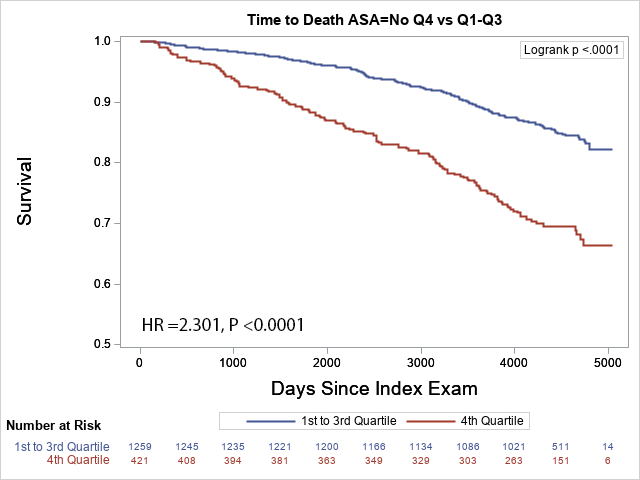 Time to Death ASA=No Q4 vs Q1-Q3
Logrank p <.0001
1.0
0.9
0.8
0.7
0.6
0.5
Survival
HR =2.301, P <0.0001
0 1000 2000 3000 4000 5000
Days Since Index Exam
1st to 3rd Quartile 4th Quartile
Number at Risk
1st to 3rd Quartile 1259 1245 1235 1221 1200 1166 1134 1086 1021 511 14
4th Quartile 421 408 394 381 363 349 329 303 263 151 6